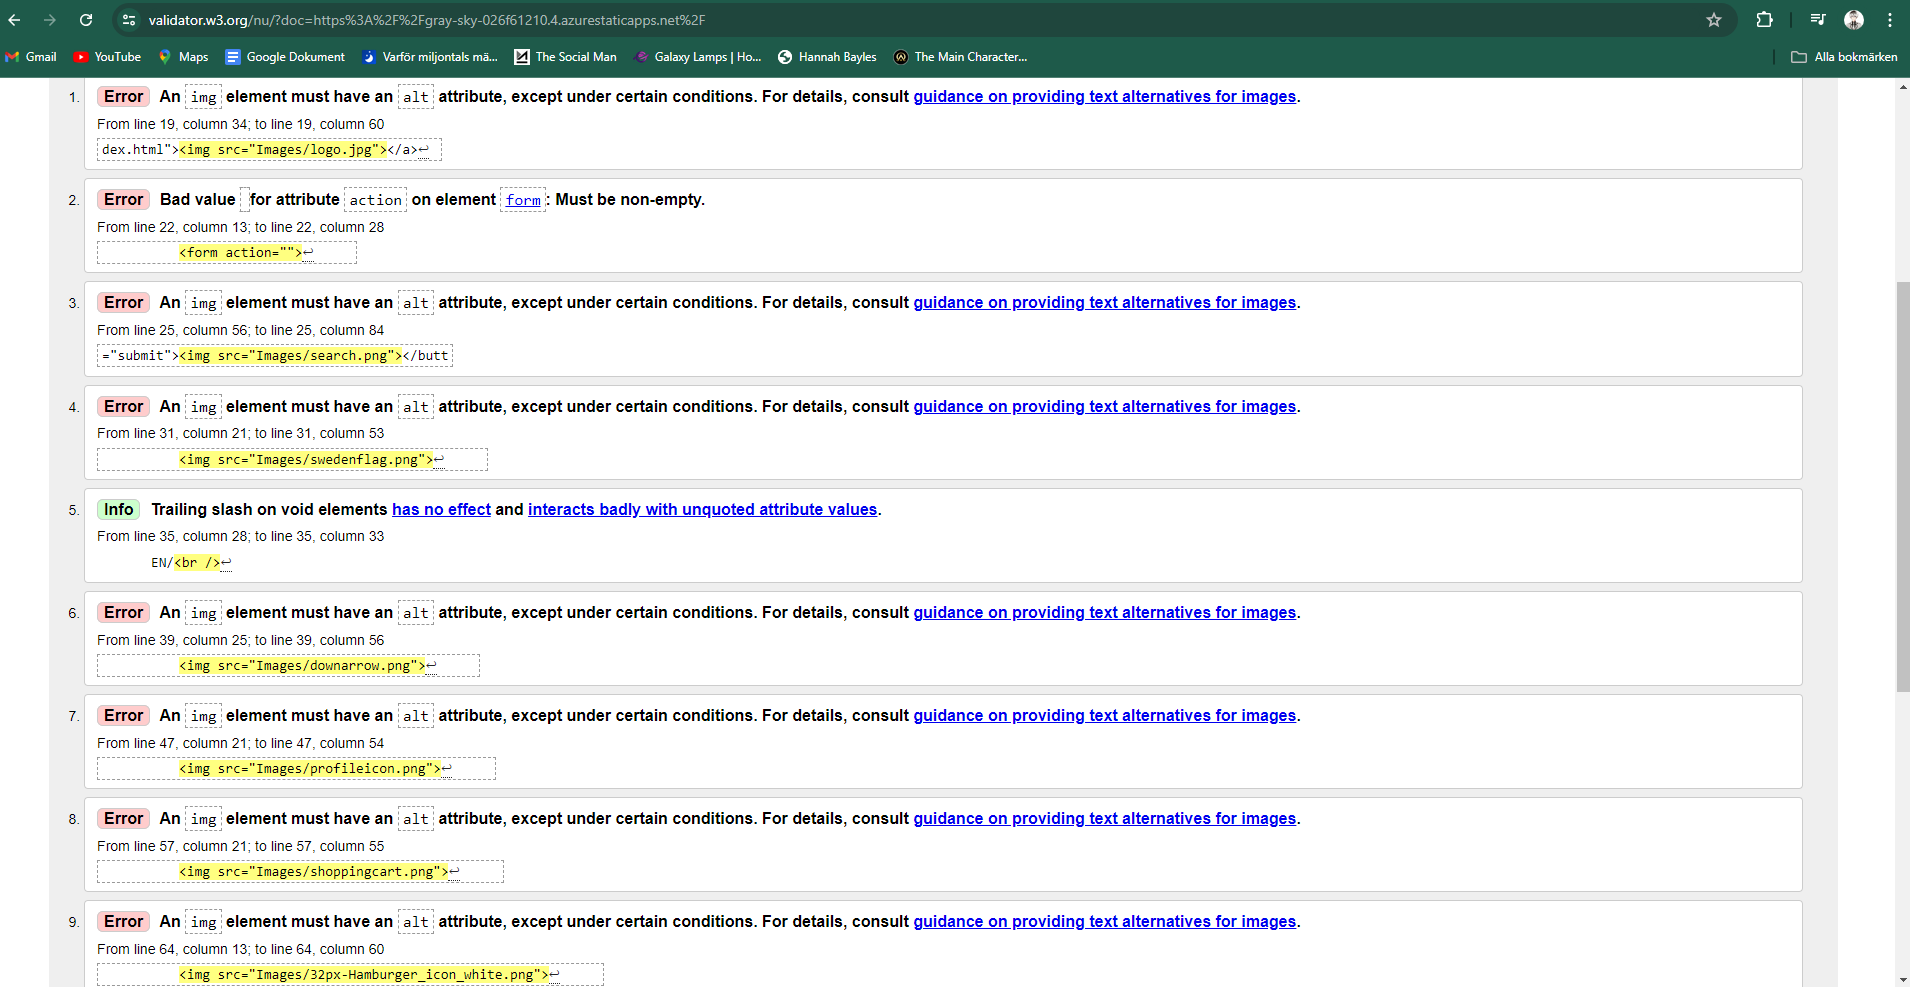 validator.w3.org/nu/?doc=https%3A%2F%2Fgray-sky-026f61210.4.azurestaticapps.net%2F
Gmail YouTube Maps Google Dokument Varför miljontals mä... The Social Man Galaxy Lamps | Ho... Hannah Bayles The Main Character... Alla bokmärken
1. Error An img element must have an alt attribute, except under certain conditions. For details, consult guidance on providing text alternatives for images.
From line 19, column 34; to line 19, column 60
dex.html"><img src="Images/logo.jpg"></a>↩
2. Error Bad value for attribute action on element form: Must be non-empty.
From line 22, column 13; to line 22, column 28
<form action="">↩
3. Error An img element must have an alt attribute, except under certain conditions. For details, consult guidance on providing text alternatives for images.
From line 25, column 56; to line 25, column 84
="submit"><img src="Images/search.png"></butt
4. Error An img element must have an alt attribute, except under certain conditions. For details, consult guidance on providing text alternatives for images.
From line 31, column 21; to line 31, column 53
<img src="Images/swedenflag.png">↩
5. Info Trailing slash on void elements has no effect and interacts badly with unquoted attribute values.
From line 35, column 28; to line 35, column 33
EN/<br />↩
6. Error An img element must have an alt attribute, except under certain conditions. For details, consult guidance on providing text alternatives for images.
From line 39, column 25; to line 39, column 56
<img src="Images/downarrow.png">↩
7. Error An img element must have an alt attribute, except under certain conditions. For details, consult guidance on providing text alternatives for images.
From line 47, column 21; to line 47, column 54
<img src="Images/profileicon.png">↩
8. Error An img element must have an alt attribute, except under certain conditions. For details, consult guidance on providing text alternatives for images.
From line 57, column 21; to line 57, column 55
<img src="Images/shoppingcart.png">↩
9. Error An img element must have an alt attribute, except under certain conditions. For details, consult guidance on providing text alternatives for images.
From line 64, column 13; to line 64, column 60
<img src="Images/32px-Hamburger_icon_white.png">↩